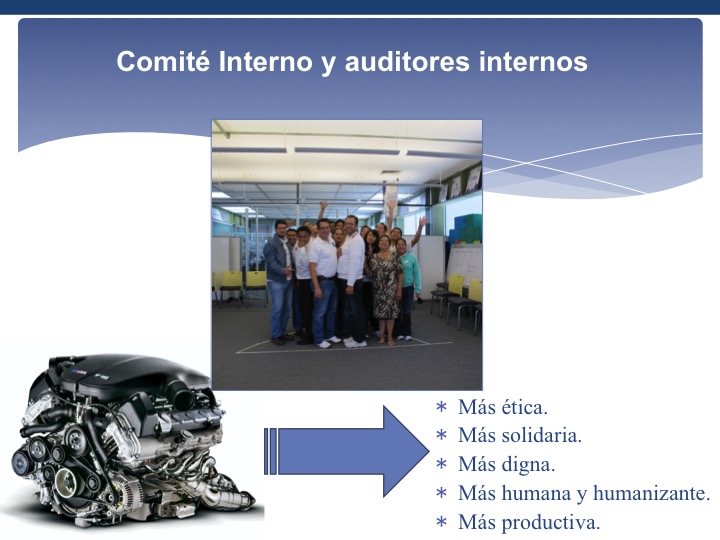 Comité Interno y auditores internos
Más ética.
Más solidaria.
Más digna.
Más humana y humanizante.
Más productiva.